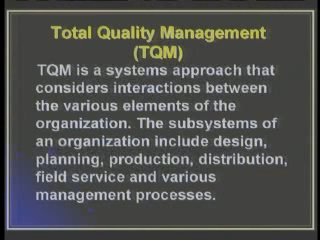 Total Quality Management
(TQM)
TQM is a systems approach that
considers interactions between
the various elements of the
organization. The subsystems of
an organization include design,
planning, production, distribution,
field service and various
management processes.